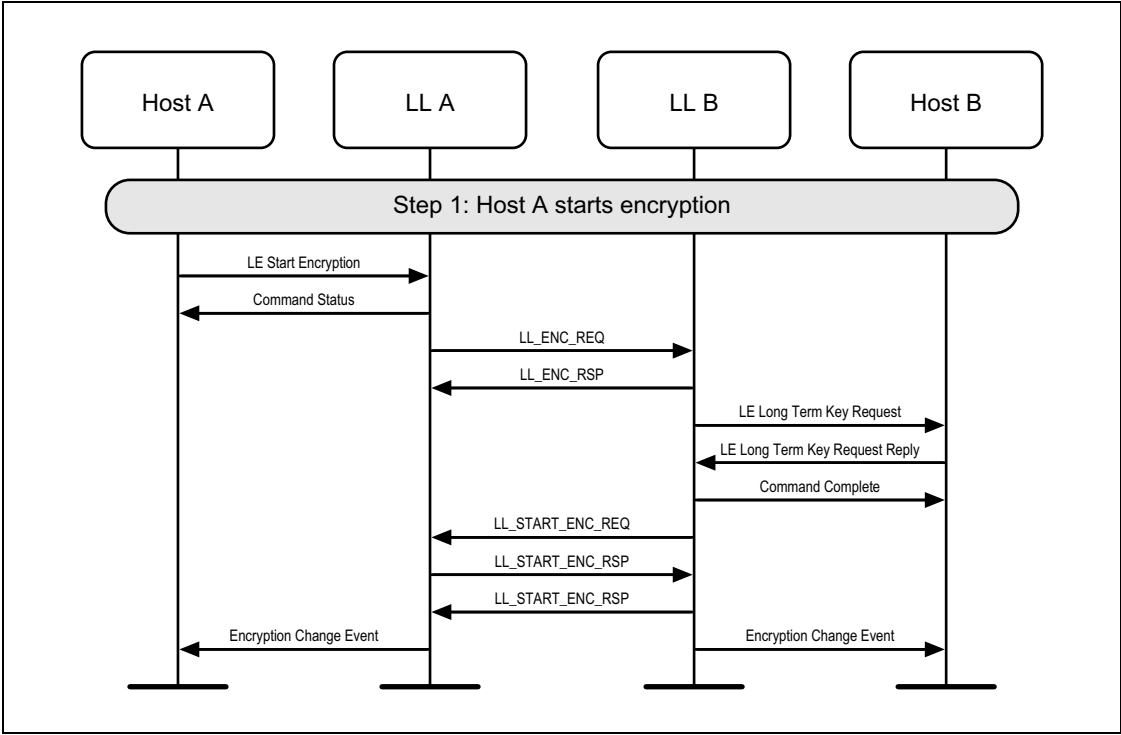 Host A
LL A
LL B
Host B
Step 1: Host A starts encryption
LE Start Encryption
Command Status
LL_ENC_REQ
LL_ENC_RSP
LE Long Term Key Request
LE Long Term Key Request Reply
Command Complete
LL_START_ENC_REQ
LL_START_ENC_RSP
LL_START_ENC_RSP
Encryption Change Event
Encryption Change Event